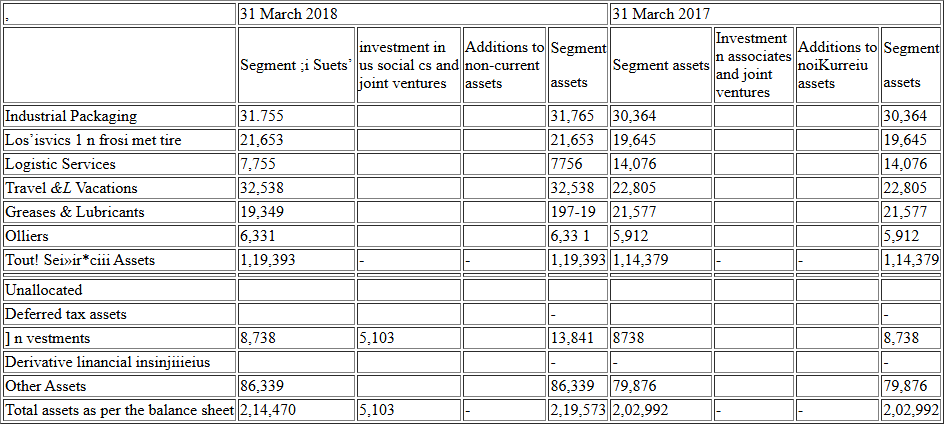 , 31 March 2018 31 March 2017
Segment ;i Suets’ investment in us social cs and joint ventures Additions to non-current assets Segment assets Segment assets Investment n associates and joint ventures Additions to noiKurreiu assets Segment assets
Industrial Packaging 31.755 31,765 30,364 30,364
Los’isvics 1 n frosi met tire 21,653 21,653 19,645 19,645
Logistic Services 7,755 7756 14,076 14,076
Travel &L Vacations 32,538 32,538 22,805 22,805
Greases & Lubricants 19,349 197-19 21,577 21,577
Olliers 6,331 6,33 1 5,912 5,912
Tout! Sei»ir*ciii Assets 1,19,393 - - 1,19,393 1,14,379 - - 1,14,379
Unallocated
Deferred tax assets - -
] n vestments 8,738 5,103 13,841 8738 8,738
Derivative linancial insinjiiieius - - -
Other Assets 86,339 86,339 79,876 79,876
Total assets as per the balance sheet 2,14,470 5,103 - 2,19,573 2,02,992 - - 2,02,992